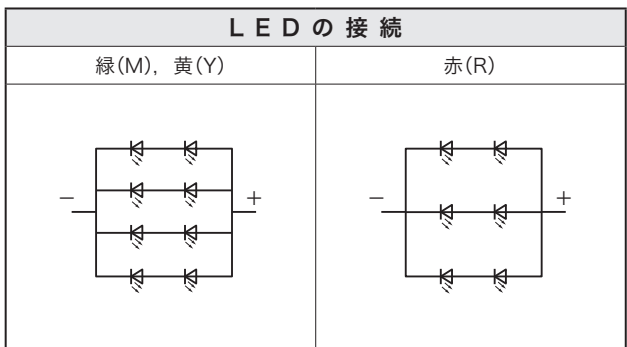 LEDの接続
緑(M), 黄(Y)
赤(R)
− +
− +